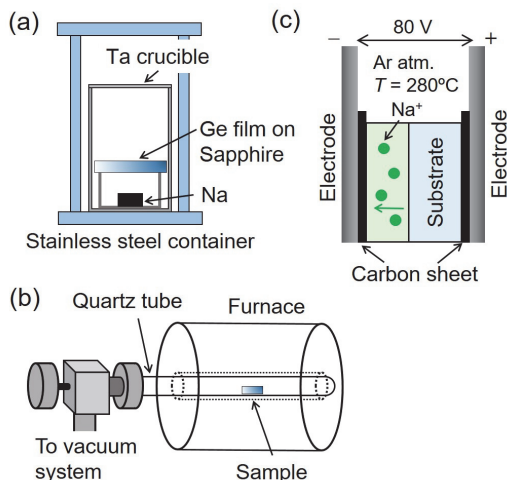 (a)
Ta crucible
Ge film on
Sapphire
Na
Stainless steel container
(c)
− 80 V +
Ar atm.
T = 280ºC
Na⁺
Electrode
Substrate
Electrode
Carbon sheet
(b)
Quartz tube
Furnace
To vacuum
system
Sample